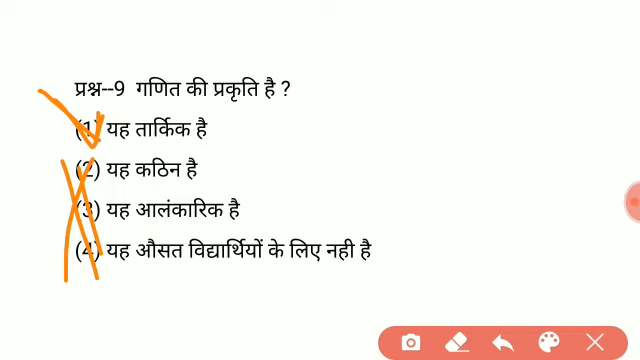 प्रश्न--9 गणित की प्रकृति है ?
(1) यह तार्किक है
(2) यह कठिन है
(3) यह आलंकारिक है
(4) यह औसत विद्यार्थियों के लिए नही है